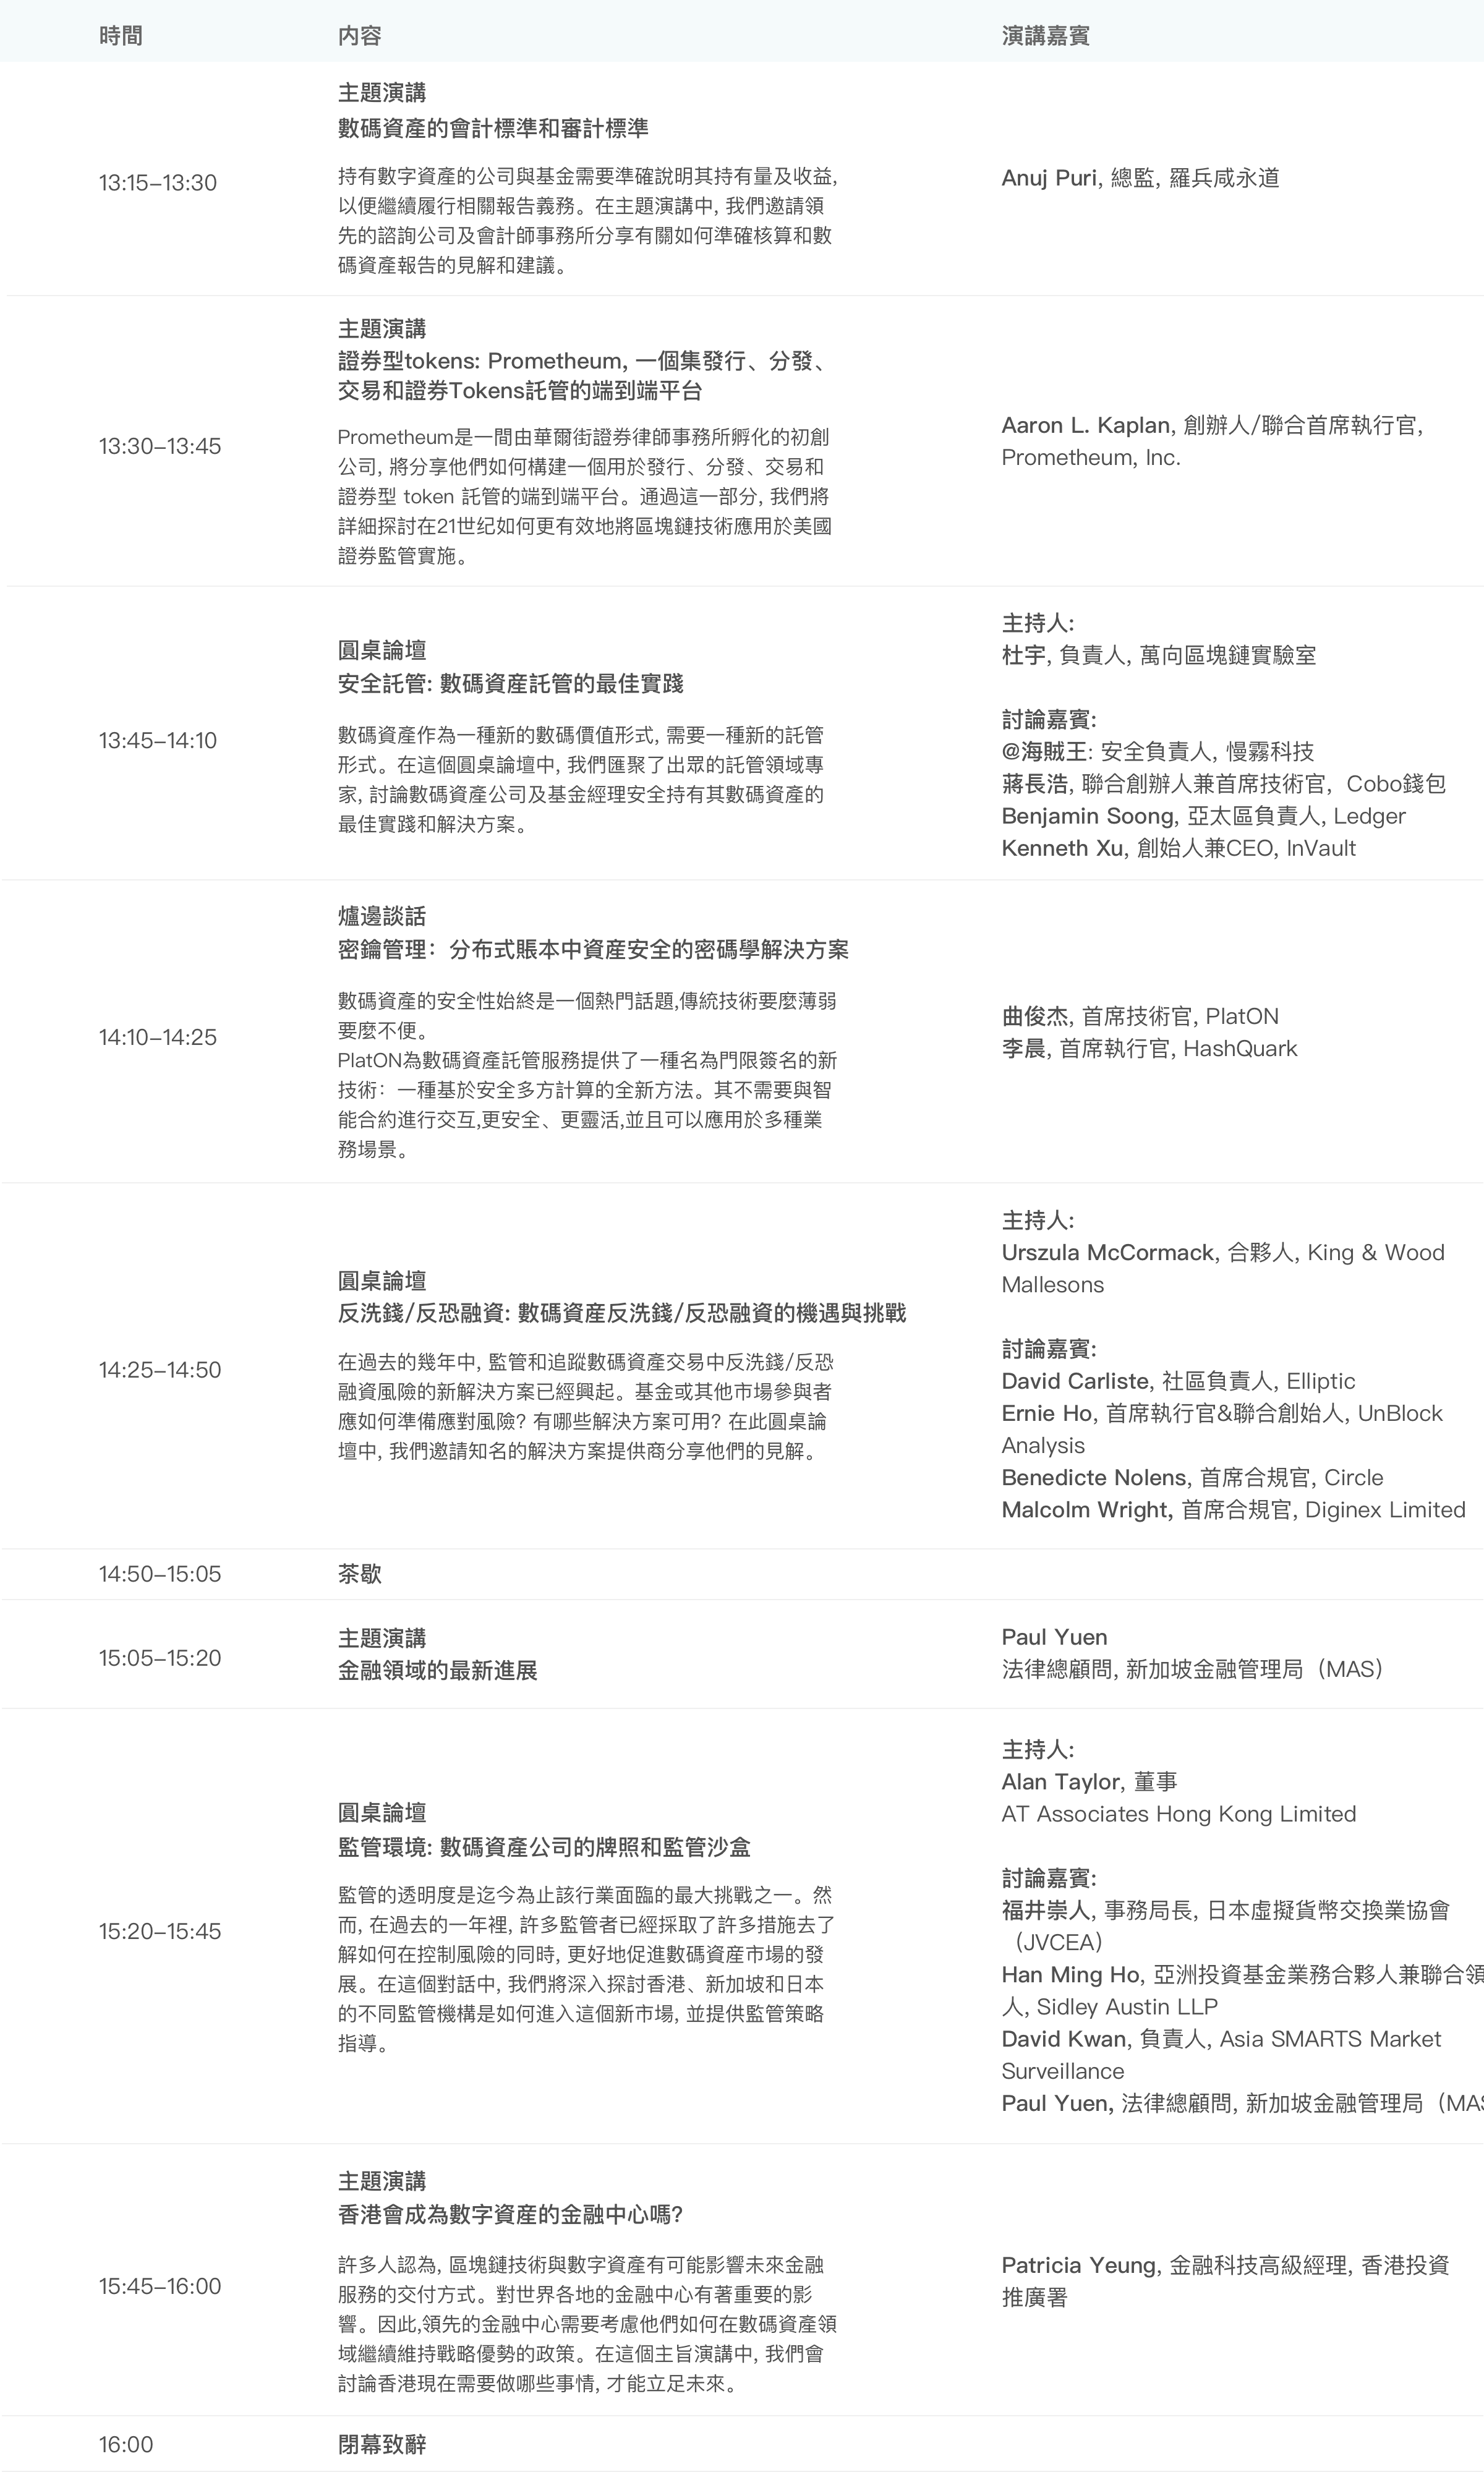 時間
内容
演講嘉賓
13:15–13:30
主題演講
數碼資產的會計標準和審計標準
持有數字資產的公司與基金需要準確說明其持有量及收益,
以便繼續履行相關報告義務。在主題演講中, 我們邀請領
先的諮詢公司及會計師事務所分享有關如何準確核算和數
碼資產報告的見解和建議。
Anuj Puri, 總監, 羅兵咸永道
13:30–13:45
主題演講
證券型tokens: Prometheum, 一個集發行、分發、
交易和證券Tokens託管的端到端平台
Prometheum是一間由華爾街證券律師事務所孵化的初創
公司, 將分享他們如何構建一個用於發行、分發、交易和
證券型 token 託管的端到端平台。通過這一部分, 我們將
詳細探討在21世纪如何更有效地將區塊鏈技術應用於美國
證券監管實施。
Aaron L. Kaplan, 創辦人/聯合首席執行官,
Prometheum, Inc.
13:45–14:10
圓桌論壇
安全託管: 數碼資産託管的最佳實踐
數碼資產作為一種新的數碼價值形式, 需要一種新的託管
形式。在這個圓桌論壇中, 我們匯聚了出眾的託管領域專
家, 討論數碼資產公司及基金經理安全持有其數碼資產的
最佳實踐和解決方案。
主持人:
杜宇, 負責人, 萬向區塊鏈實驗室
討論嘉賓:
@海賊王: 安全負責人, 慢霧科技
蔣長浩, 聯合創辦人兼首席技術官, Cobo錢包
Benjamin Soong, 亞太區負責人, Ledger
Kenneth Xu, 創始人兼CEO, InVault
14:10–14:25
爐邊談話
密鑰管理：分布式賬本中資産安全的密碼學解決方案
數碼資產的安全性始終是一個熱門話題,傳統技術要麼薄弱
要麼不便。
PlatON為數碼資產託管服務提供了一種名為門限簽名的新
技術：一種基於安全多方計算的全新方法。其不需要與智
能合約進行交互,更安全、更靈活,並且可以應用於多種業
務場景。
曲俊杰, 首席技術官, PlatON
李晨, 首席執行官, HashQuark
14:25–14:50
圓桌論壇
反洗錢/反恐融資: 數碼資産反洗錢/反恐融資的機遇與挑戰
在過去的幾年中, 監管和追蹤數碼資產交易中反洗錢/反恐
融資風險的新解決方案已經興起。基金或其他市場參與者
應如何準備應對風險? 有哪些解決方案可用? 在此圓桌論
壇中, 我們邀請知名的解決方案提供商分享他們的見解。
主持人:
Urszula McCormack, 合夥人, King & Wood
Mallesons
討論嘉賓:
David Carliste, 社區負責人, Elliptic
Ernie Ho, 首席執行官&聯合創始人, UnBlock
Analysis
Benedicte Nolens, 首席合規官, Circle
Malcolm Wright, 首席合規官, Diginex Limited
14:50–15:05
茶歇
15:05–15:20
主題演講
金融領域的最新進展
Paul Yuen
法律總顧問, 新加坡金融管理局（MAS）
15:20–15:45
圓桌論壇
監管環境: 數碼資產公司的牌照和監管沙盒
監管的透明度是迄今為止該行業面臨的最大挑戰之一。然
而, 在過去的一年裡, 許多監管者已經採取了許多措施去了
解如何在控制風險的同時, 更好地促進數碼資産市場的發
展。在這個對話中, 我們將深入探討香港、新加坡和日本
的不同監管機構是如何進入這個新市場, 並提供監管策略
指導。
主持人:
Alan Taylor, 董事
AT Associates Hong Kong Limited
討論嘉賓:
福井崇人, 事務局長, 日本虛擬貨幣交換業協會
（JVCEA）
Han Ming Ho, 亞洲投資基金業務合夥人兼聯合領
人, Sidley Austin LLP
David Kwan, 負責人, Asia SMARTS Market
Surveillance
Paul Yuen, 法律總顧問, 新加坡金融管理局（MAS
15:45–16:00
主題演講
香港會成為數字資産的金融中心嗎?
許多人認為, 區塊鏈技術與數字資產有可能影響未來金融
服務的交付方式。對世界各地的金融中心有著重要的影
響。因此,領先的金融中心需要考慮他們如何在數碼資產領
域繼續維持戰略優勢的政策。在這個主旨演講中, 我們會
討論香港現在需要做哪些事情, 才能立足未來。
Patricia Yeung, 金融科技高級經理, 香港投資
推廣署
16:00
閉幕致辭